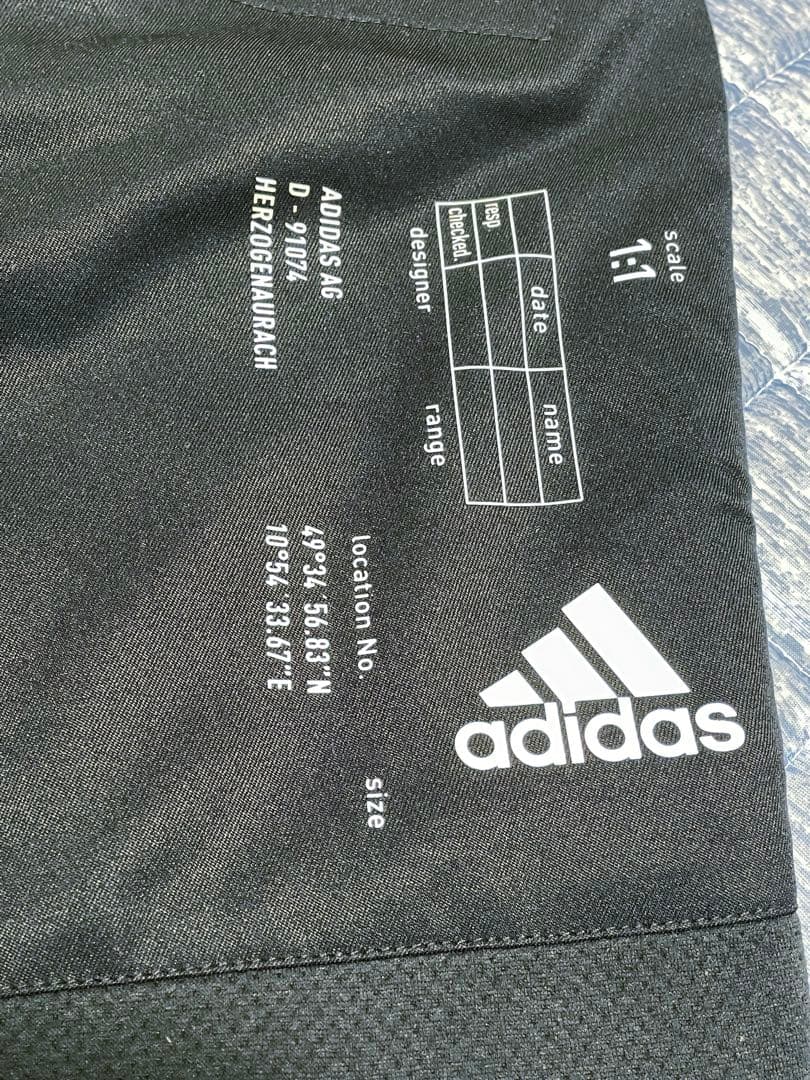 scale
1:1
date name
resp
checked.
designer range
ADIDAS AG
D - 91074
HERZOGENAURACH
location No.
49°34'56.83"N
10°54'33.67"E
size
adidas